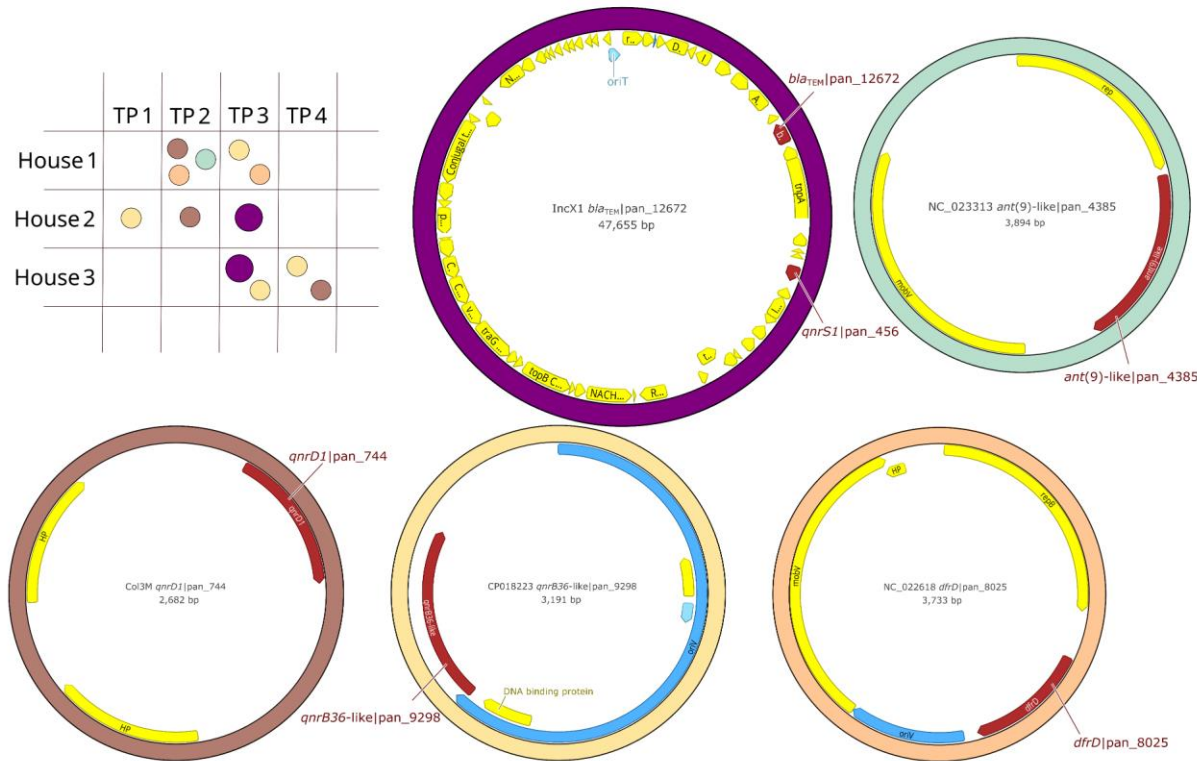 TP 1 TP 2 TP 3 TP 4
House 1
House 2
House 3
r...
D...
I
A...
b...
tnpA
L...
t...
R...
NACH...
topB C...
traG ...
v...
C...
C...
p...
Conjugal t...
N...
oriT
bla_TEM|pan_12672
IncX1 bla_TEM|pan_12672
47,655 bp
qnrS1|pan_456
rep
NC_023313 ant(9)-like|pan_4385
3,894 bp
ant(9)-like
mobV
ant(9)-like|pan_4385
qnrD1|pan_744
qnrD1
HP
Col3M qnrD1|pan_744
2,682 bp
HP
CP018223 qnrB36-like|pan_9298
3,191 bp
qnrB36-like
oriV
DNA binding protein
qnrB36-like|pan_9298
HP
repB
mobV
NC_022618 dfrD|pan_8025
3,733 bp
dfrD
oriV
dfrD|pan_8025